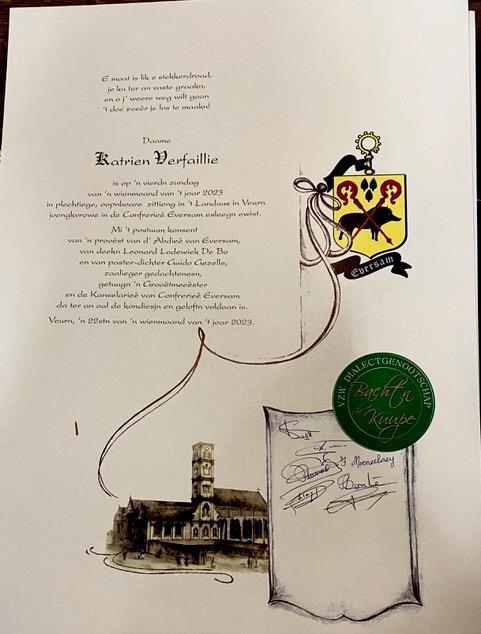 E moat is lik e stekkerdroad,
je ku ter an vaste graakn,
en o j' weere weg wilt goan
't doe zeeër je los te maakn!
Daame
Katrien Verfaillie
is op 'n vierdn zundag
van 'n wienmoand van 't joar 2023
in plechtiege, oopnboare zittieng in 't Landuus in Veurn
joengkvrowe in de Confrerieë Eversam esleegn ewist.
Mi 't postuum konsent
van 'n prooëst van d' Abdieë van Eversam,
van deekn Leonard Lodewiek De Bo
en van paster-dichter Guido Gezelle,
zaalieger gedachtenesn,
getuugn 'n Grooëtmeeëster
en de Kanselarieë van Confrerieë Eversam
da ter an oal de kondiesjn en geloftn voldoan is.
Veurn, 'n 22stn van 'n wienmoand van 't joar 2023.
Eversam
VZW DIALECTGENOOTSCHAP
Bachtn
de Kuupe